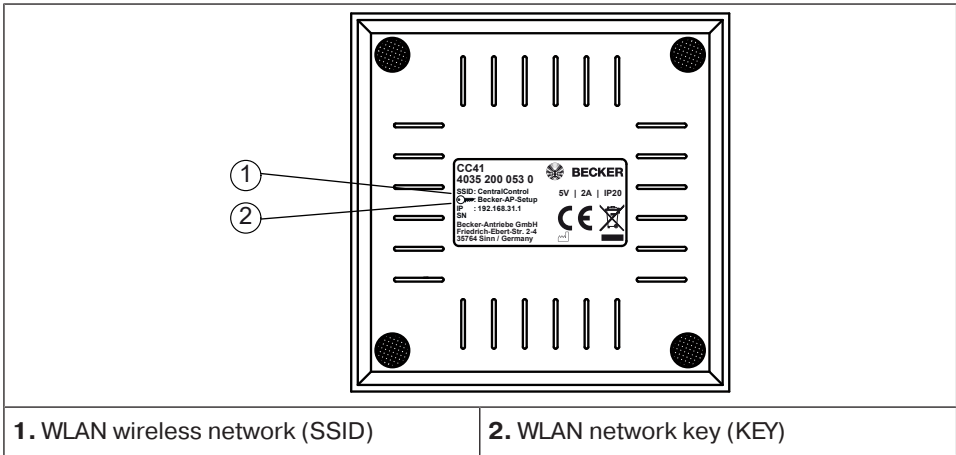 1
2
CC41
4035 200 053 0
BECKER
SSID: CentralControl
: Becker-AP-Setup
IP : 192.168.31.1
SN
Becker-Antriebe GmbH
Friedrich-Ebert-Str. 2-4
35764 Sinn / Germany
5V | 2A | IP20
CE
1. WLAN wireless network (SSID)
2. WLAN network key (KEY)